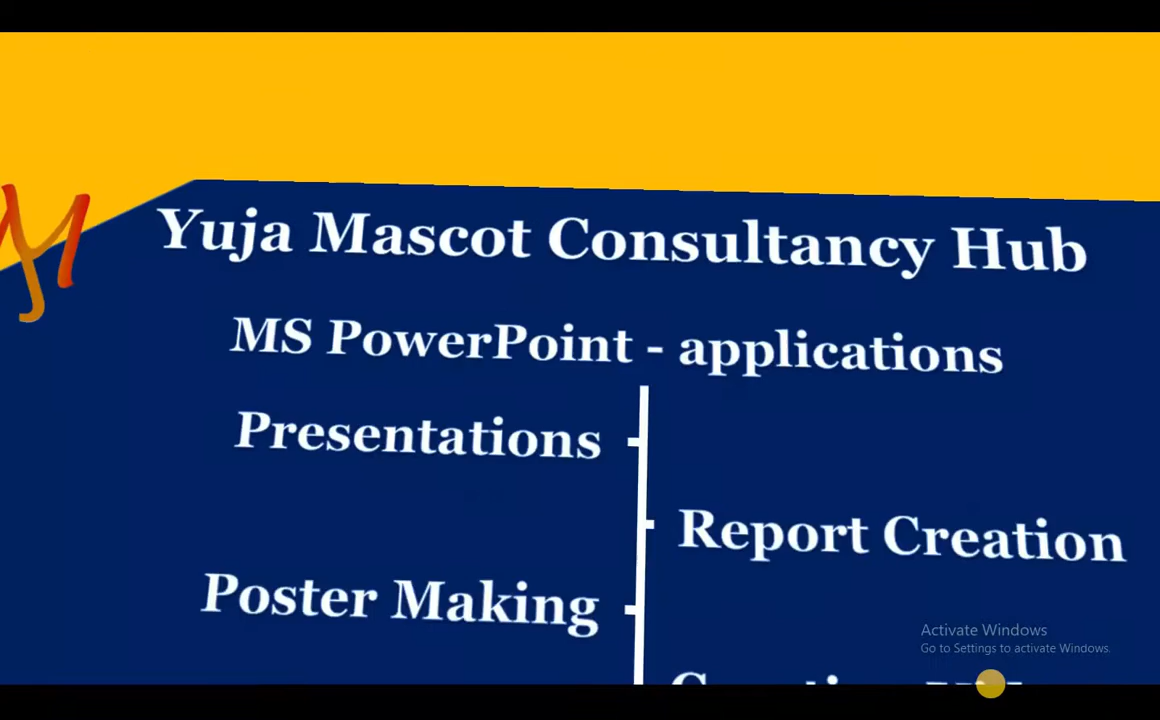 M
Yuja Mascot Consultancy Hub
MS PowerPoint - applications
Presentations
Report Creation
Poster Making
Activate Windows
Go to Settings to activate Windows.